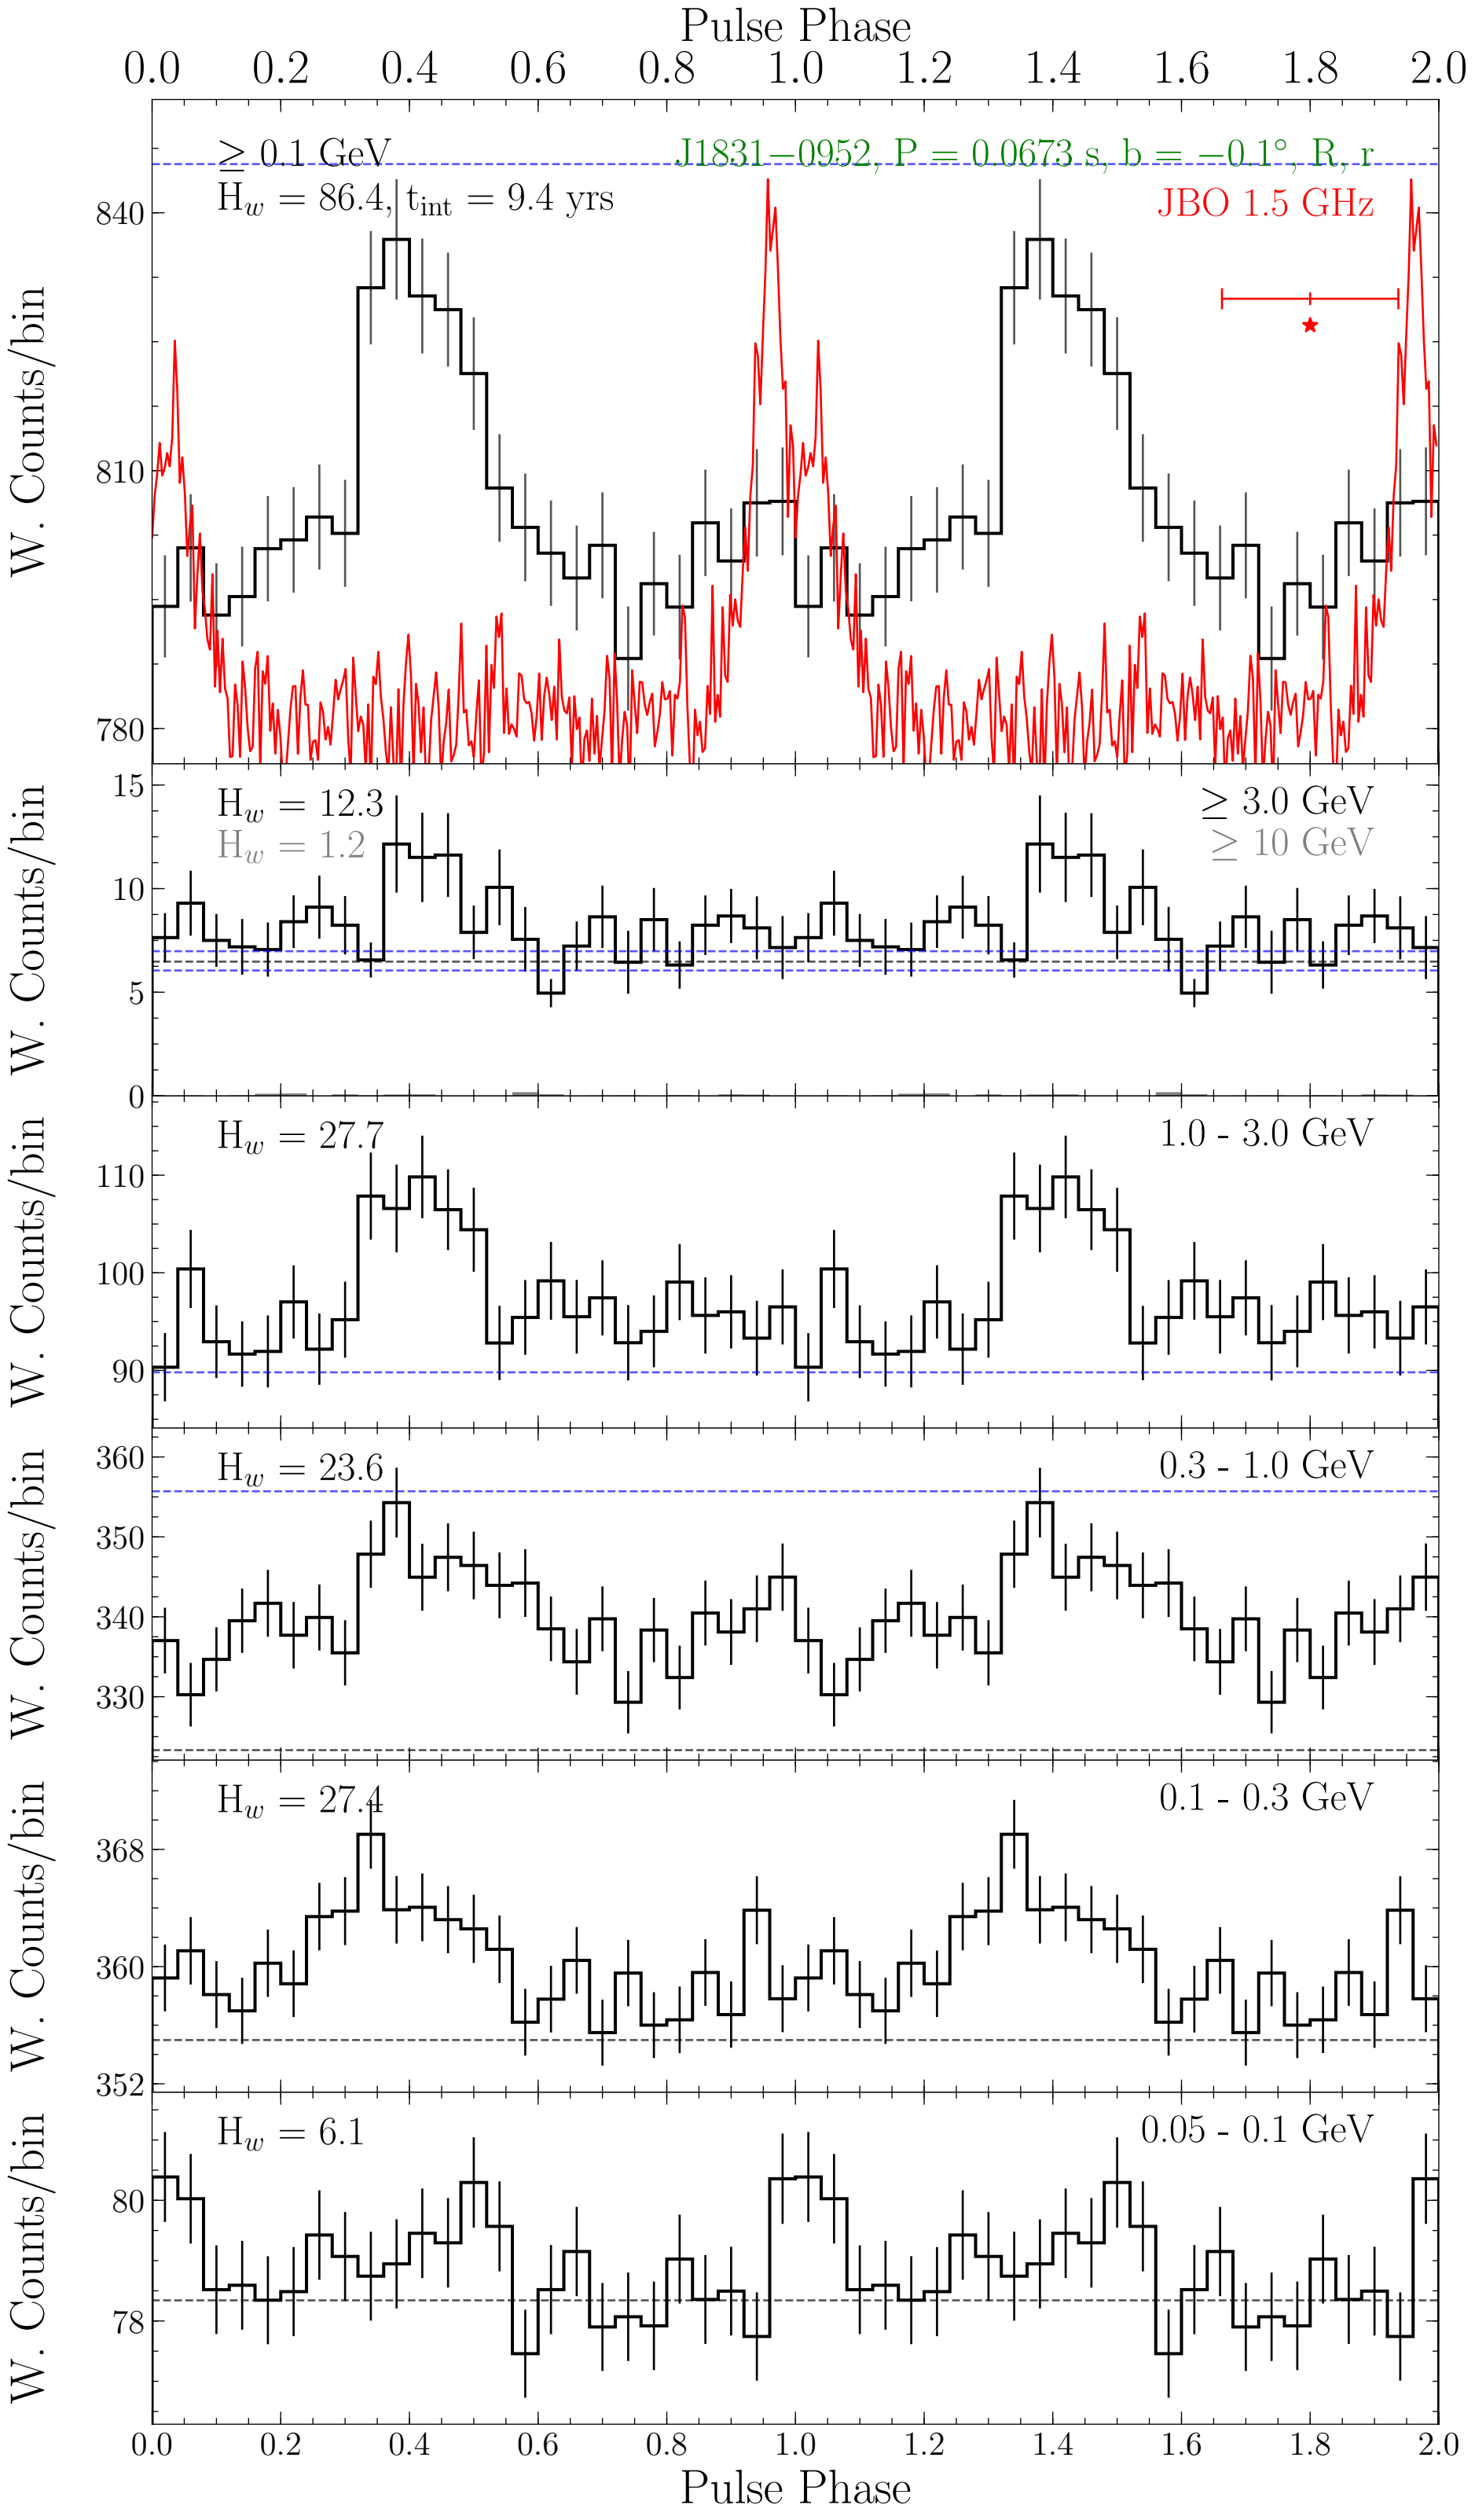 Pulse Phase
0.0 0.2 0.4 0.6 0.8 1.0 1.2 1.4 1.6 1.8 2.0
≥ 0.1 GeV
J1831−0952, P = 0.0673 s, b = −0.1°, R, r
H_w = 86.4, t_int = 9.4 yrs
JBO 1.5 GHz
W. Counts/bin
840
810
780
H_w = 12.3
≥ 3.0 GeV
H_w = 1.2
≥ 10 GeV
W. Counts/bin
15
10
5
0
H_w = 27.7
1.0 - 3.0 GeV
W. Counts/bin
110
100
90
H_w = 23.6
0.3 - 1.0 GeV
W. Counts/bin
360
350
340
330
H_w = 27.4
0.1 - 0.3 GeV
W. Counts/bin
368
360
352
H_w = 6.1
0.05 - 0.1 GeV
W. Counts/bin
80
78
0.0 0.2 0.4 0.6 0.8 1.0 1.2 1.4 1.6 1.8 2.0
Pulse Phase